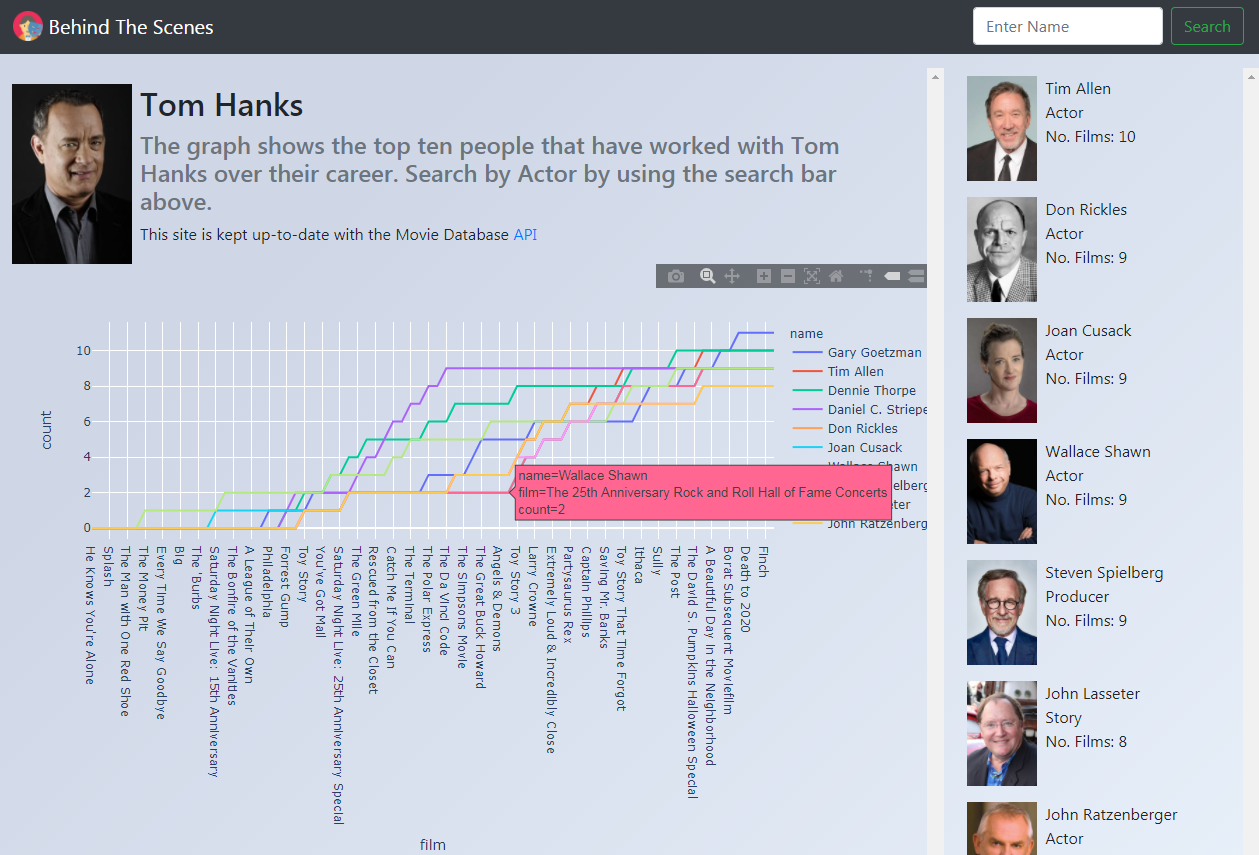 Behind The Scenes
Enter Name
Search
Tom Hanks
The graph shows the top ten people that have worked with Tom
Hanks over their career. Search by Actor by using the search bar
above.
This site is kept up-to-date with the Movie Database API
name
Gary Goetzman
Tim Allen
Dennie Thorpe
Daniel C. Striepe
Don Rickles
Joan Cusack
Wallace Shawn
John Ratzenberg
name=Wallace Shawn
film=The 25th Anniversary Rock and Roll Hall of Fame Concerts
count=2
count
10
8
6
4
2
0
He Knows You're Alone
Splash
The Man with One Red Shoe
The Money Pit
Every Time We Say Goodbye
Big
The 'Burbs
Saturday Night Live: 15th Anniversary
The Bonfire of the Vanities
A League of Their Own
Philadelphia
Forrest Gump
Toy Story
You've Got Mail
Saturday Night Live: 25th Anniversary Special
The Green Mile
Rescued from the Closet
Catch Me If You Can
The Terminal
The Polar Express
The Da Vinci Code
The Simpsons Movie
The Great Buck Howard
Angels & Demons
Toy Story 3
Larry Crowne
Extremely Loud & Incredibly Close
Partysaurus Rex
Captain Phillips
Saving Mr. Banks
Toy Story That Time Forgot
Ithaca
Sully
The Post
The David S. Pumpkins Halloween Special
A Beautiful Day in the Neighborhood
Borat Subsequent Moviefilm
Death to 2020
Finch
film
Tim Allen
Actor
No. Films: 10
Don Rickles
Actor
No. Films: 9
Joan Cusack
Actor
No. Films: 9
Wallace Shawn
Actor
No. Films: 9
Steven Spielberg
Producer
No. Films: 9
John Lasseter
Story
No. Films: 8
John Ratzenberger
Actor